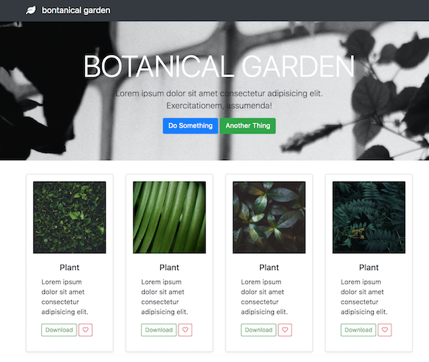 bontanical garden
BOTANICAL GARDEN
Lorem ipsum dolor sit amet consectetur adipisicing elit.
Exercitationem, assumenda!
Do Something Another Thing
Plant
Lorem ipsum
dolor sit amet
consectetur
adipisicing elit.
Download
Plant
Lorem ipsum
dolor sit amet
consectetur
adipisicing elit.
Download
Plant
Lorem ipsum
dolor sit amet
consectetur
adipisicing elit.
Download
Plant
Lorem ipsum
dolor sit amet
consectetur
adipisicing elit.
Download